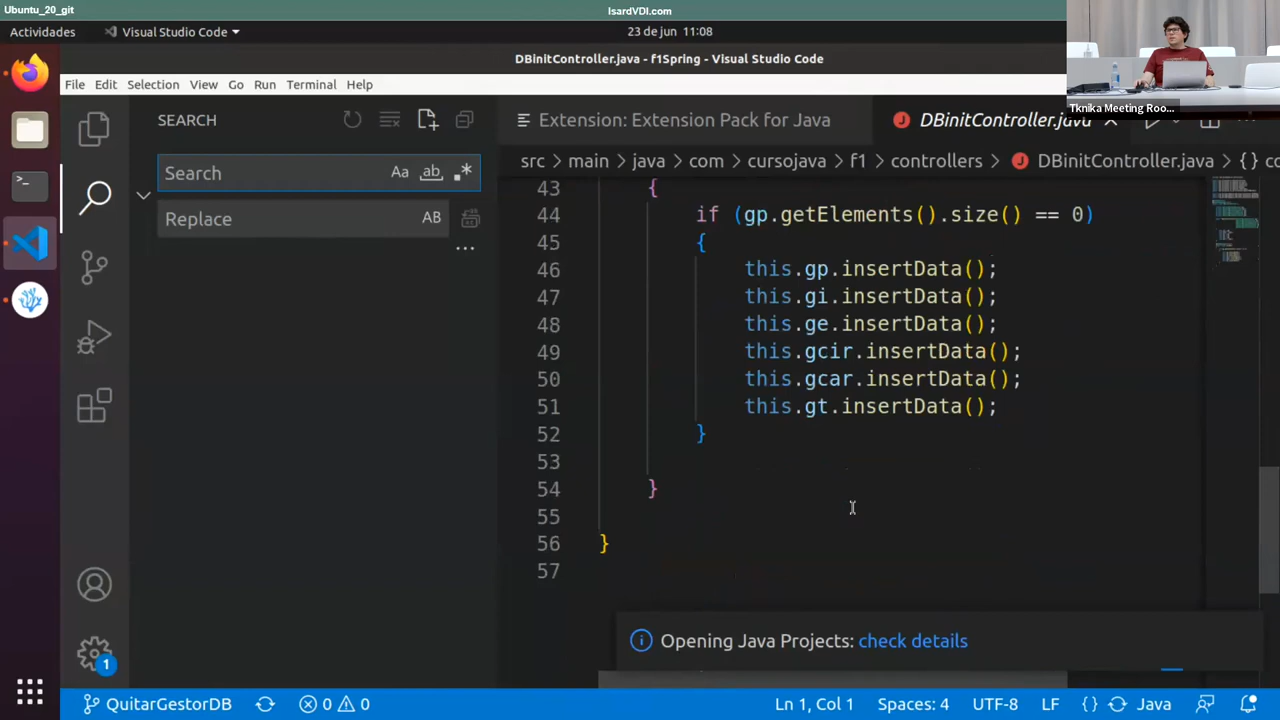 Ubuntu_20_git
IsardVDI.com
Actividades
Visual Studio Code
23 de jun 11:08
Tknika Meeting Roo...
DBinitController.java - f1Spring - Visual Studio Code
File Edit Selection View Go Run Terminal Help
SEARCH
Extension: Extension Pack for Java
DBinitController.java
Search
Aa ab
Replace
AB
src > main > java > com > cursojava > f1 > controllers > DBinitController.java > {}
43 {
44 if (gp.getElements().size() == 0)
45 {
46 this.gp.insertData();
47 this.gi.insertData();
48 this.ge.insertData();
49 this.gcir.insertData();
50 this.gcar.insertData();
51 this.gt.insertData();
52 }
53
54 }
55
56 }
57
Opening Java Projects: check details
1
QuitarGestorDB
0 0
Ln 1, Col 1
Spaces: 4
UTF-8
LF
{} Java